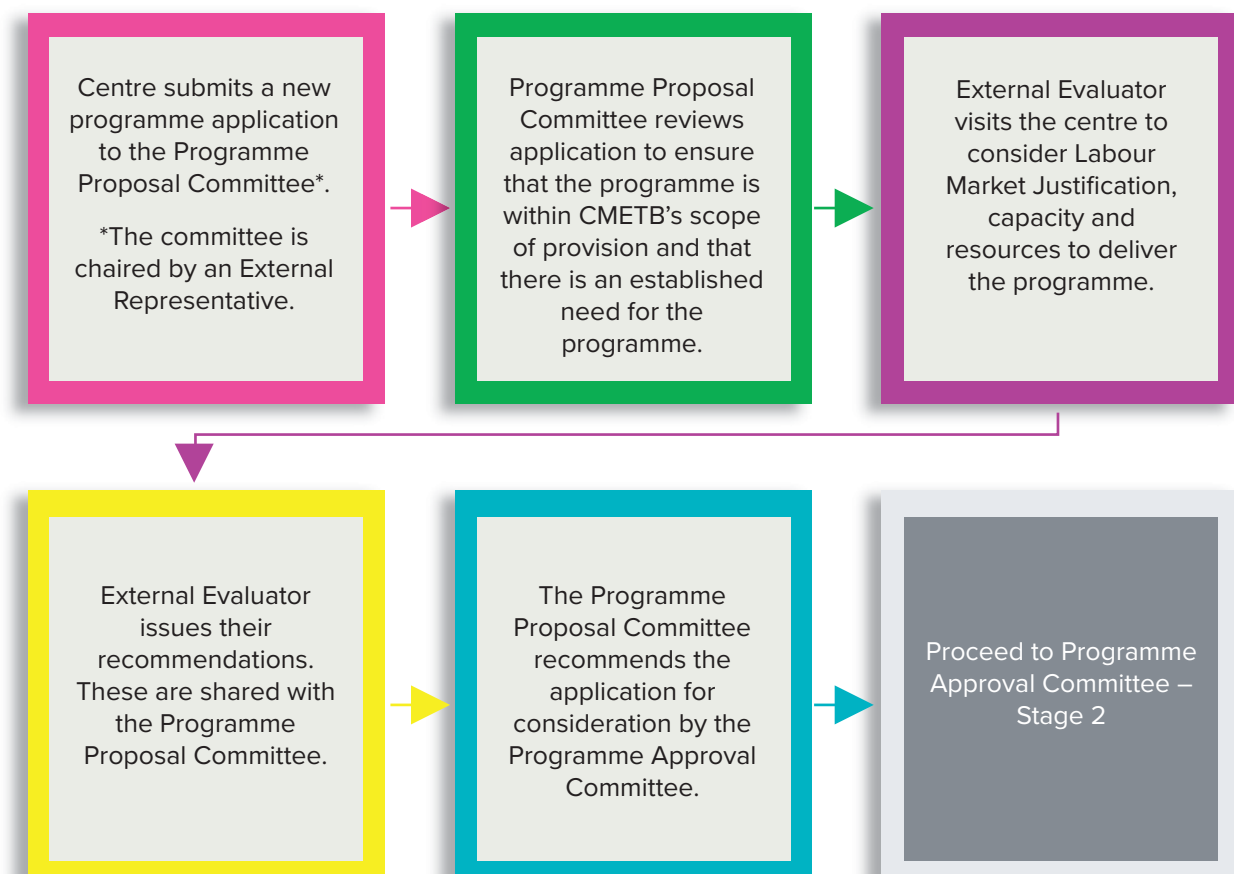 Centre submits a new
programme application
to the Programme
Proposal Committee*.
*The committee is
chaired by an External
Representative.
Programme Proposal
Committee reviews
application to ensure
that the programme is
within CMETB’s scope
of provision and that
there is an established
need for the
programme.
External Evaluator
visits the centre to
consider Labour
Market Justification,
capacity and
resources to deliver
the programme.
External Evaluator
issues their
recommendations.
These are shared with
the Programme
Proposal Committee.
The Programme
Proposal Committee
recommends the
application for
consideration by the
Programme Approval
Committee.
Proceed to Programme
Approval Committee –
Stage 2